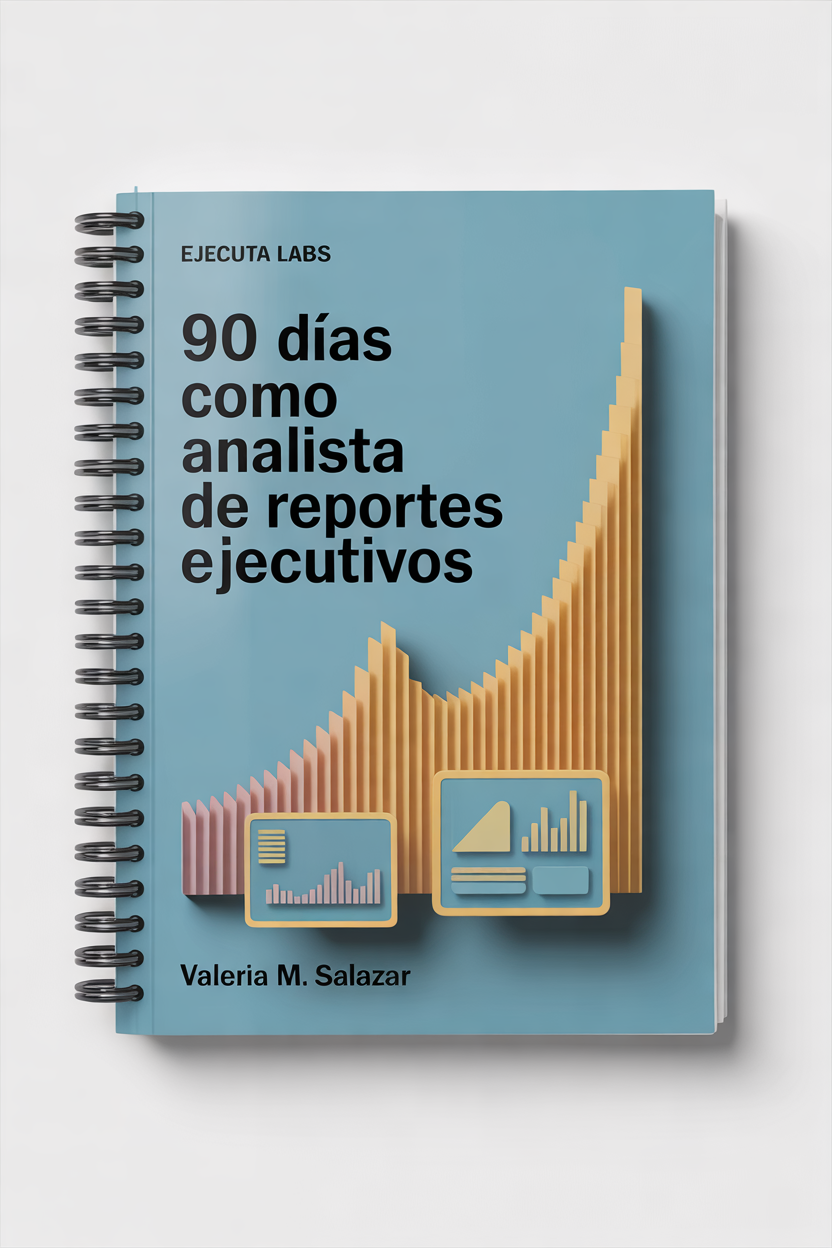 EJECUTA LABS
90 días
como
analista
de reportes
ejecutivos
Valeria M. Salazar